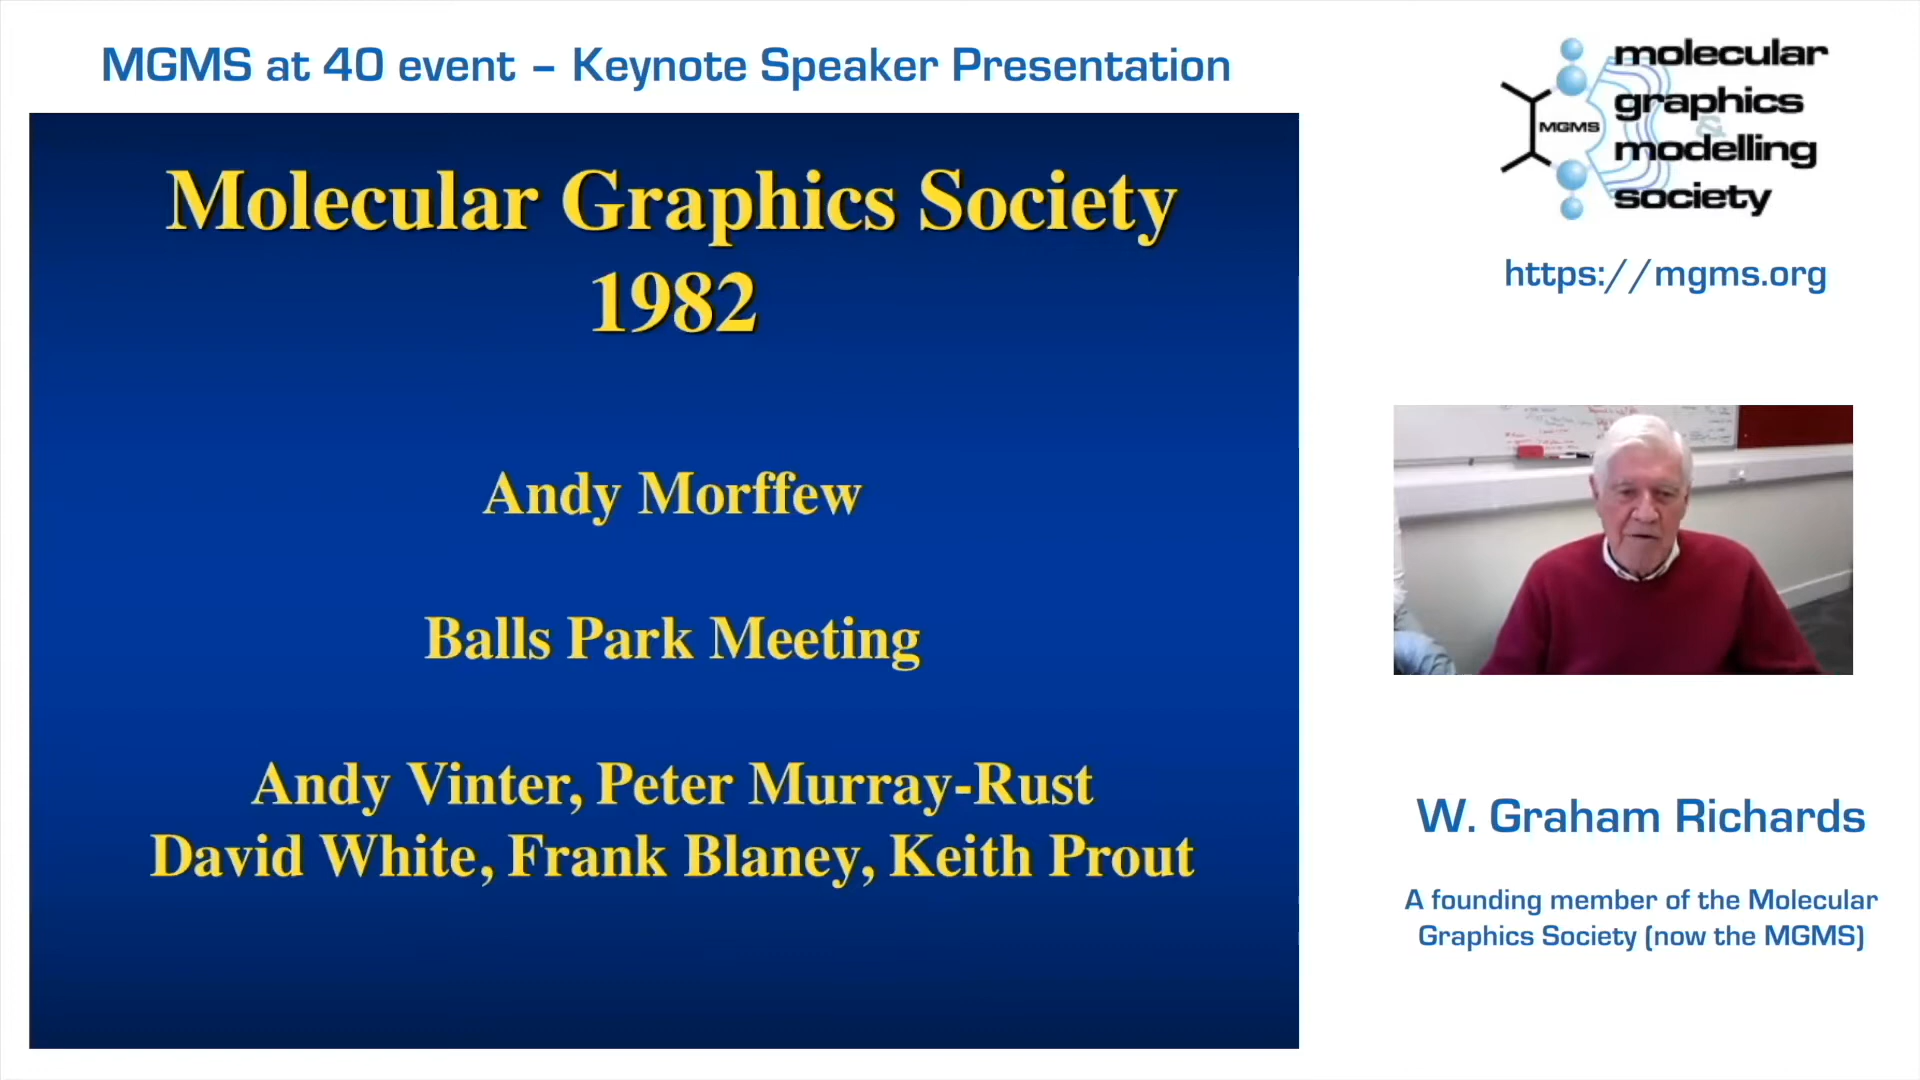 MGMS at 40 event – Keynote Speaker Presentation
Molecular Graphics Society
1982
Andy Morffew
Balls Park Meeting
Andy Vinter, Peter Murray-Rust
David White, Frank Blaney, Keith Prout
MGMS
molecular
graphics
&
modelling
society
https://mgms.org
W. Graham Richards
A founding member of the Molecular
Graphics Society (now the MGMS)